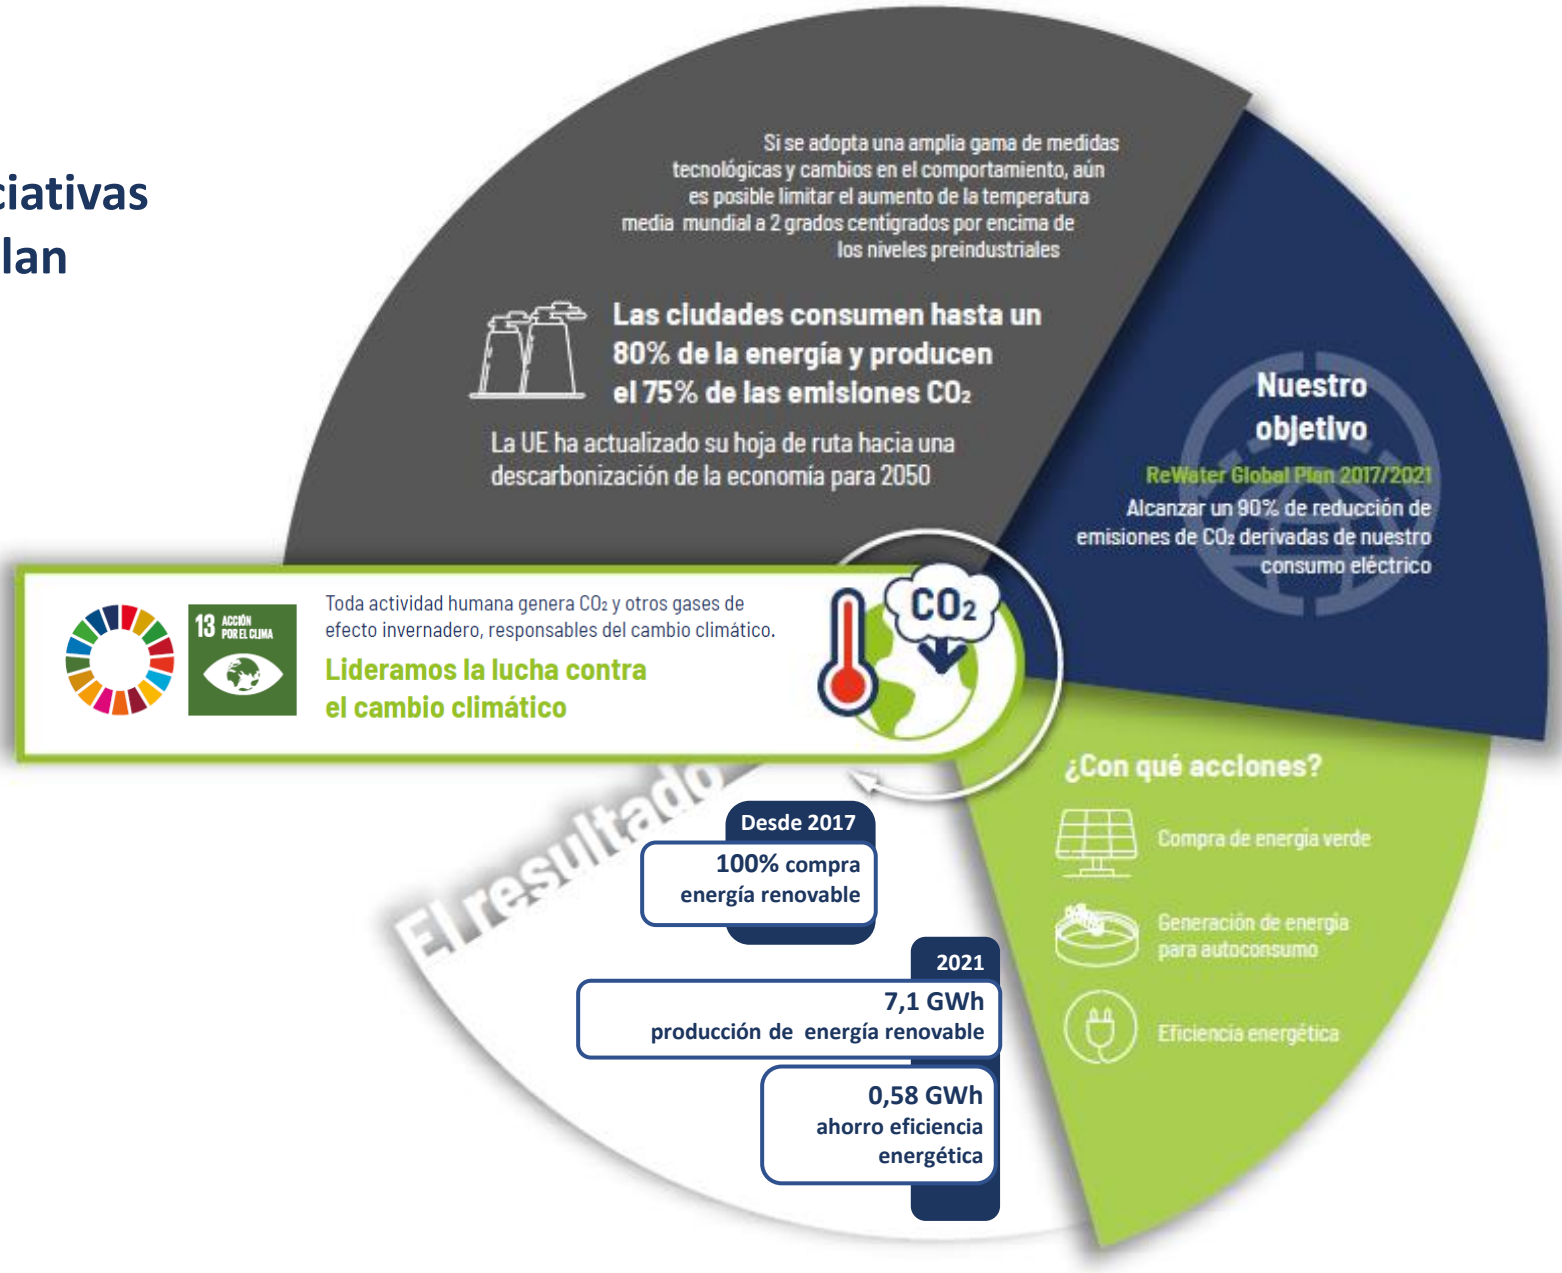 ciativas
lan
Si se adopta una amplia gama de medidas
tecnológicas y cambios en el comportamiento, aún
es posible limitar el aumento de la temperatura
media mundial a 2 grados centígrados por encima de
los niveles preindustriales
Las ciudades consumen hasta un
80% de la energía y producen
el 75% de las emisiones CO₂
La UE ha actualizado su hoja de ruta hacia una
descarbonización de la economía para 2050
Nuestro
objetivo
ReWater Global Plan 2017/2021
Alcanzar un 90% de reducción de
emisiones de CO₂ derivadas de nuestro
consumo eléctrico
13 ACCIÓN
POR EL CLIMA
Toda actividad humana genera CO₂ y otros gases de
efecto invernadero, responsables del cambio climático.
Lideramos la lucha contra
el cambio climático
CO₂
¿Con qué acciones?
Compra de energía verde
Generación de energía
para autoconsumo
Eficiencia energética
El resultado
Desde 2017
100% compra
energía renovable
2021
7,1 GWh
producción de energía renovable
0,58 GWh
ahorro eficiencia
energética